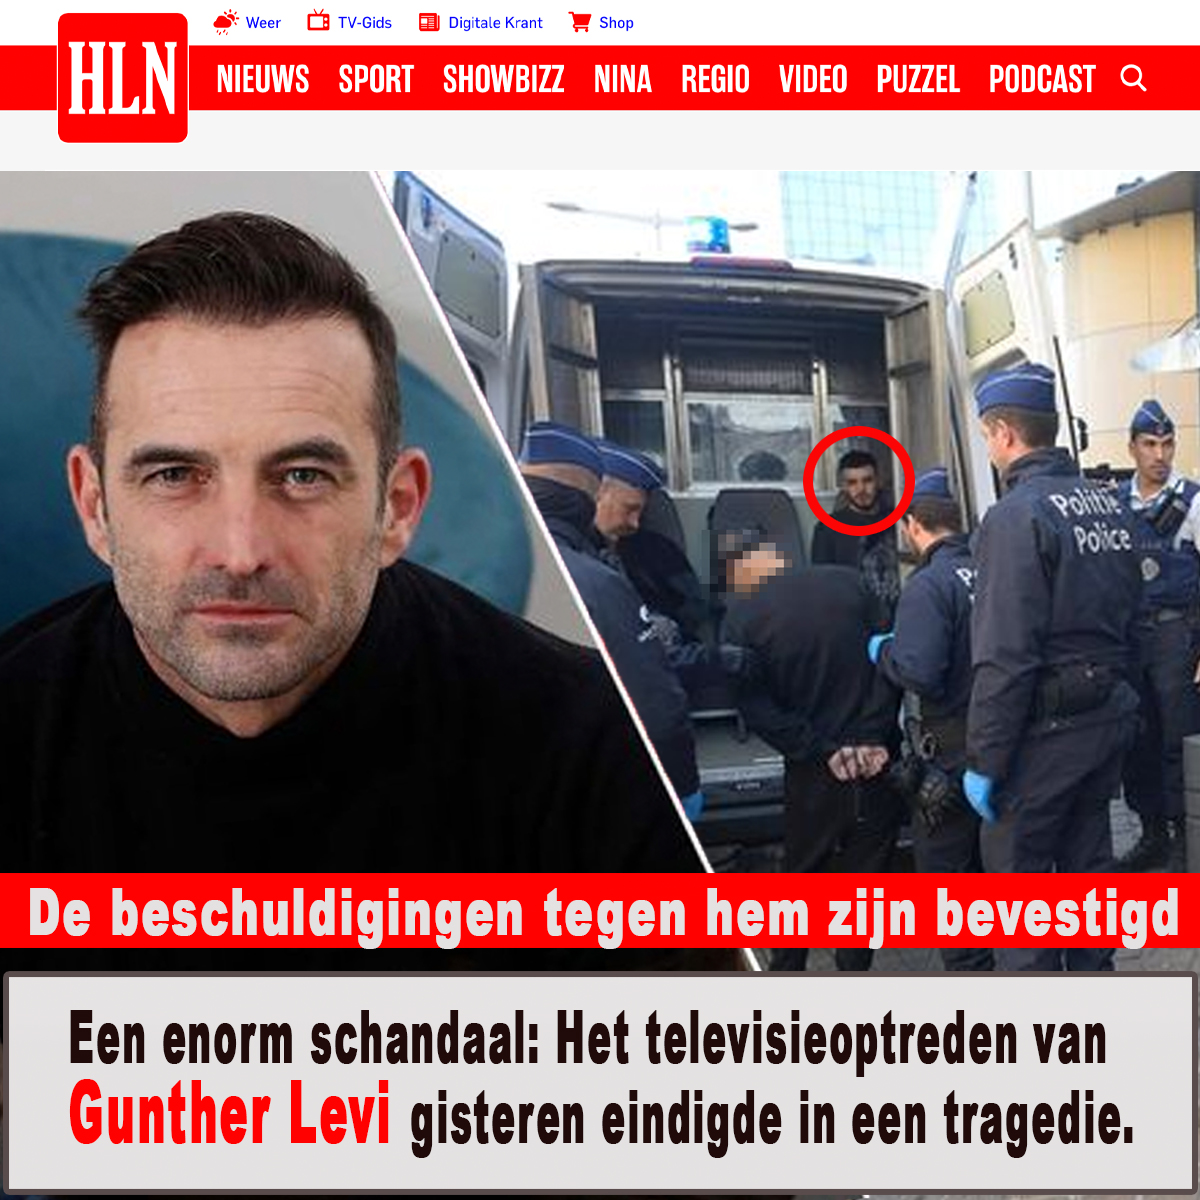 Weer TV-Gids Digitale Krant Shop
HLN NIEUWS SPORT SHOWBIZZ NINA REGIO VIDEO PUZZEL PODCAST
Politie
Police
De beschuldigingen tegen hem zijn bevestigd
Een enorm schandaal: Het televisieoptreden van
Gunther Levi gisteren eindigde in een tragedie.